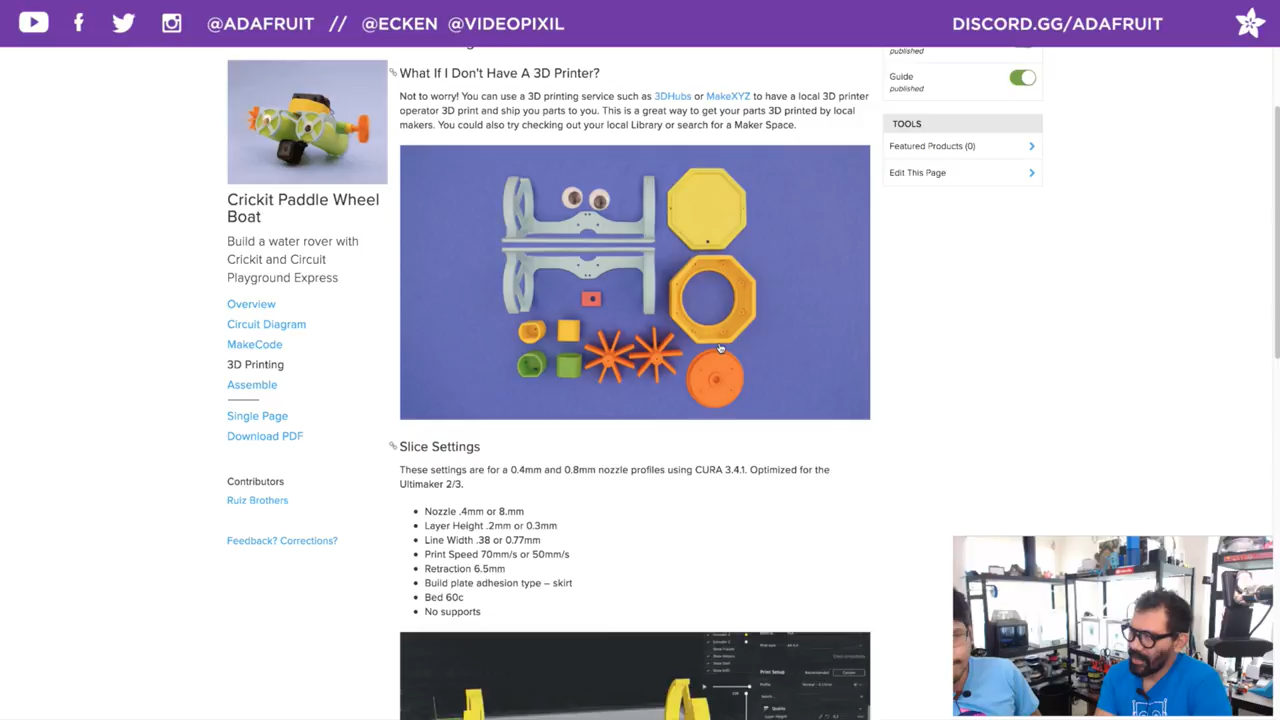 @ADAFRUIT // @ECKEN @VIDEOPIXIL
DISCORD.GG/ADAFRUIT
published
Guide
published
TOOLS
Featured Products (0)
Edit This Page
Crickit Paddle Wheel
Boat
Build a water rover with
Crickit and Circuit
Playground Express
Overview
Circuit Diagram
MakeCode
3D Printing
Assemble
Single Page
Download PDF
Contributors
Ruiz Brothers
Feedback? Corrections?
What If I Don't Have A 3D Printer?
Not to worry! You can use a 3D printing service such as 3DHubs or MakeXYZ to have a local 3D printer
operator 3D print and ship you parts to you. This is a great way to get your parts 3D printed by local
makers. You could also try checking out your local Library or search for a Maker Space.
Slice Settings
These settings are for a 0.4mm and 0.8mm nozzle profiles using CURA 3.4.1. Optimized for the
Ultimaker 2/3.
Nozzle .4mm or 8.mm
Layer Height .2mm or 0.3mm
Line Width .38 or 0.77mm
Print Speed 70mm/s or 50mm/s
Retraction 6.5mm
Build plate adhesion type – skirt
Bed 60c
No supports
Print Setup
Recommended
Custom
Profile
Quality